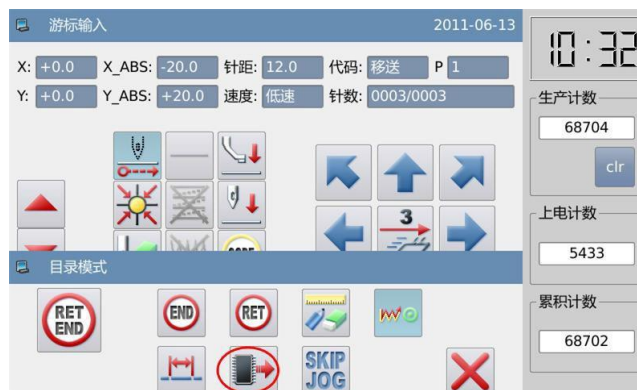 游标输入 2011-06-13
X: +0.0 X_ABS: -20.0 针距: 12.0 代码: 移送 P 1
Y: +0.0 Y_ABS: +20.0 速度: 低速 针数: 0003/0003
10:32
生产计数
68704
clr
上电计数
5433
累积计数
68702
3
目录模式
RET
END
END
RET
SKIP
JOG